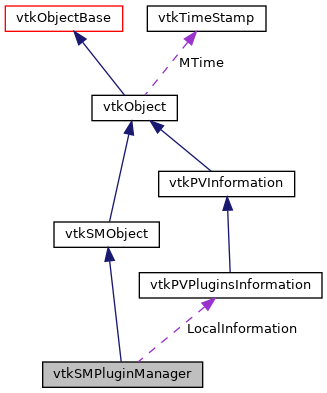 vtkObjectBase
vtkTimeStamp
MTime
vtkObject
vtkPVInformation
vtkSMObject
vtkPVPluginsInformation
LocalInformation
vtkSMPluginManager